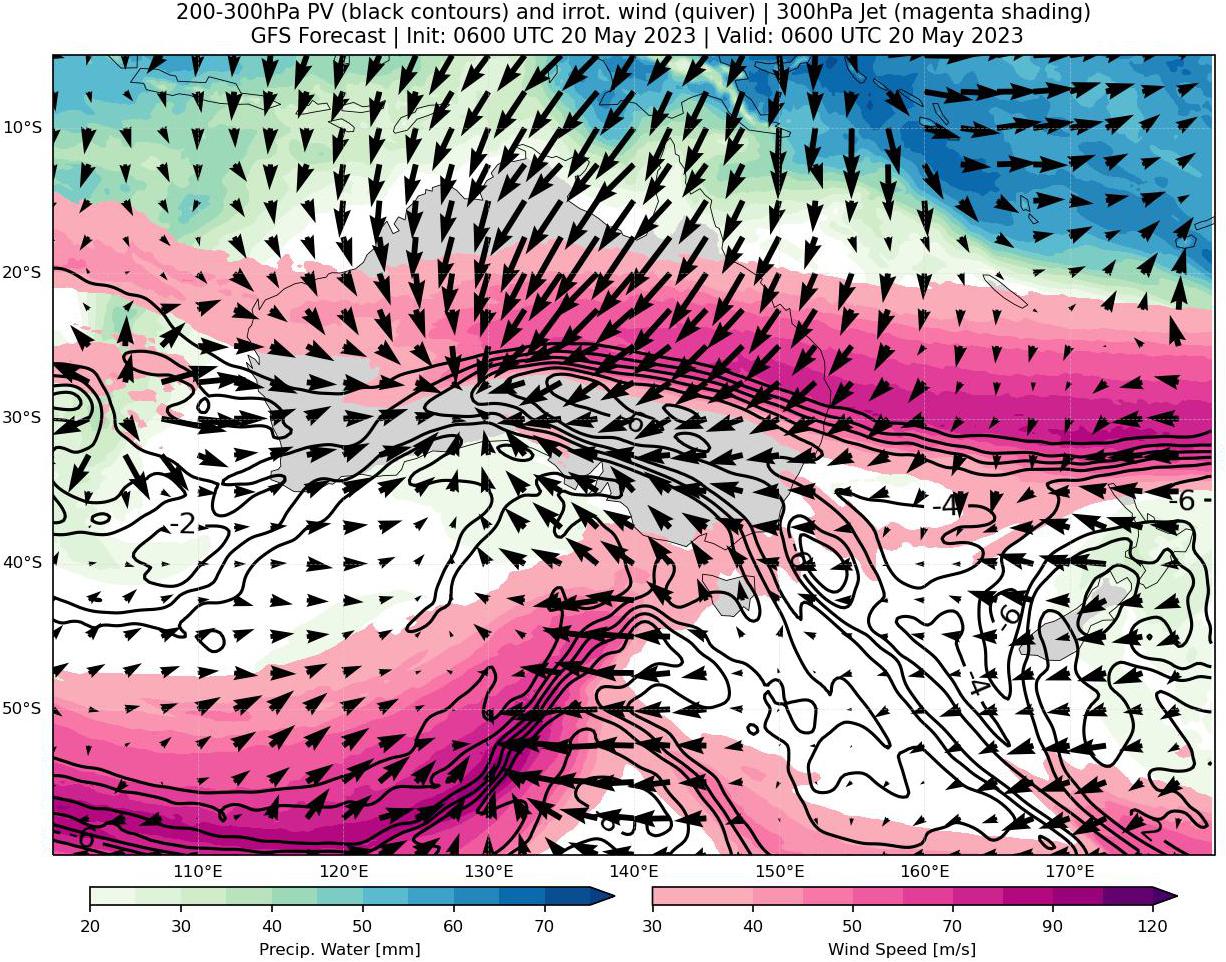 200-300hPa PV (black contours) and irrot. wind (quiver) | 300hPa Jet (magenta shading)
GFS Forecast | Init: 0600 UTC 20 May 2023 | Valid: 0600 UTC 20 May 2023
10°S
20°S
30°S
-6
-4
-6
-2
40°S
-6
-4
50°S
-6
110°E 120°E 130°E 140°E 150°E 160°E 170°E
20 30 40 50 60 70
30 40 50 70 90 120
Precip. Water [mm]
Wind Speed [m/s]